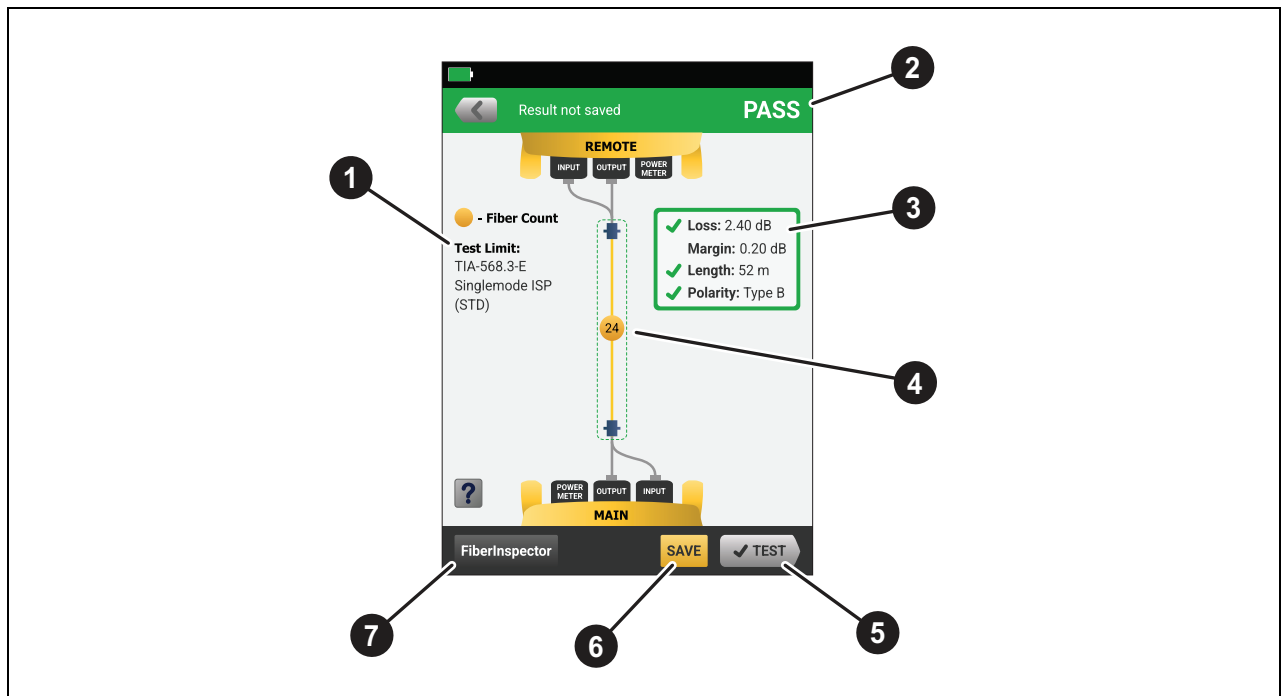 Result not saved
PASS
2
REMOTE
INPUT
OUTPUT
POWER
METER
1
- Fiber Count
Test Limit:
TIA-568.3-E
Singlemode ISP
(STD)
Loss: 2.40 dB
Margin: 0.20 dB
Length: 52 m
Polarity: Type B
3
24
4
?
POWER
METER
OUTPUT
INPUT
MAIN
FiberInspector
SAVE
TEST
7
6
5